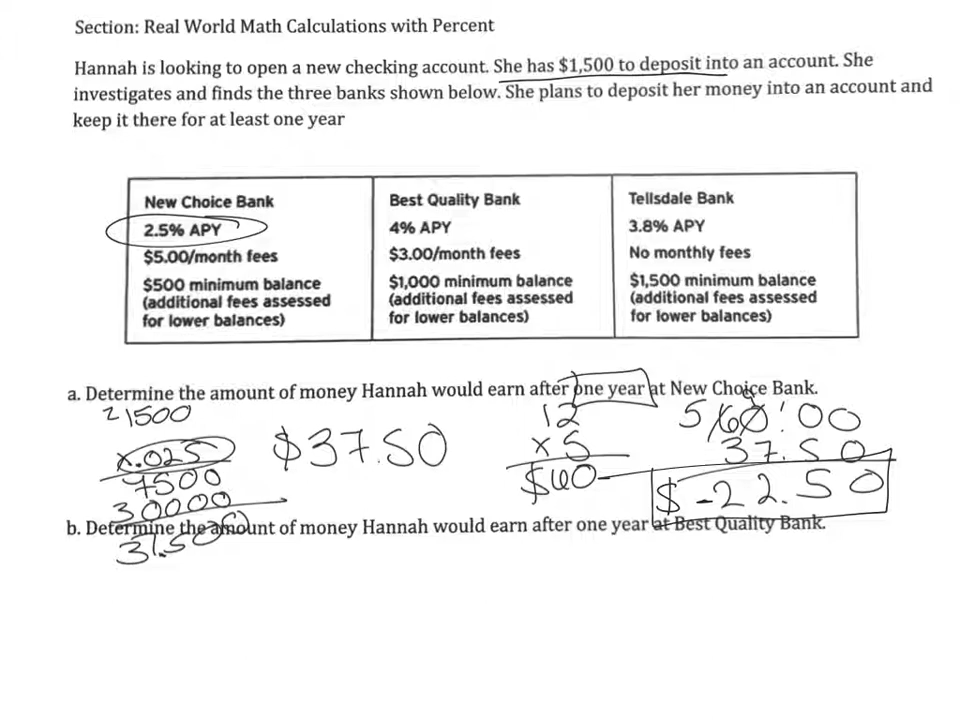 Section: Real World Math Calculations with Percent
Hannah is looking to open a new checking account. She has $1,500 to deposit into an account. She
investigates and finds the three banks shown below. She plans to deposit her money into an account and
keep it there for at least one year
New Choice Bank
2.5% APY
$5.00/month fees
$500 minimum balance
(additional fees assessed
for lower balances)
Best Quality Bank
4% APY
$3.00/month fees
$1,000 minimum balance
(additional fees assessed
for lower balances)
Tellsdale Bank
3.8% APY
No monthly fees
$1,500 minimum balance
(additional fees assessed
for lower balances)
a. Determine the amount of money Hannah would earn after one year at New Choice Bank.
2
1500
x.025
7500
30000
37.500
$37.50
12
x 5
$60
5 60.00
37.50
$ -22.50
b. Determine the amount of money Hannah would earn after one year at Best Quality Bank.